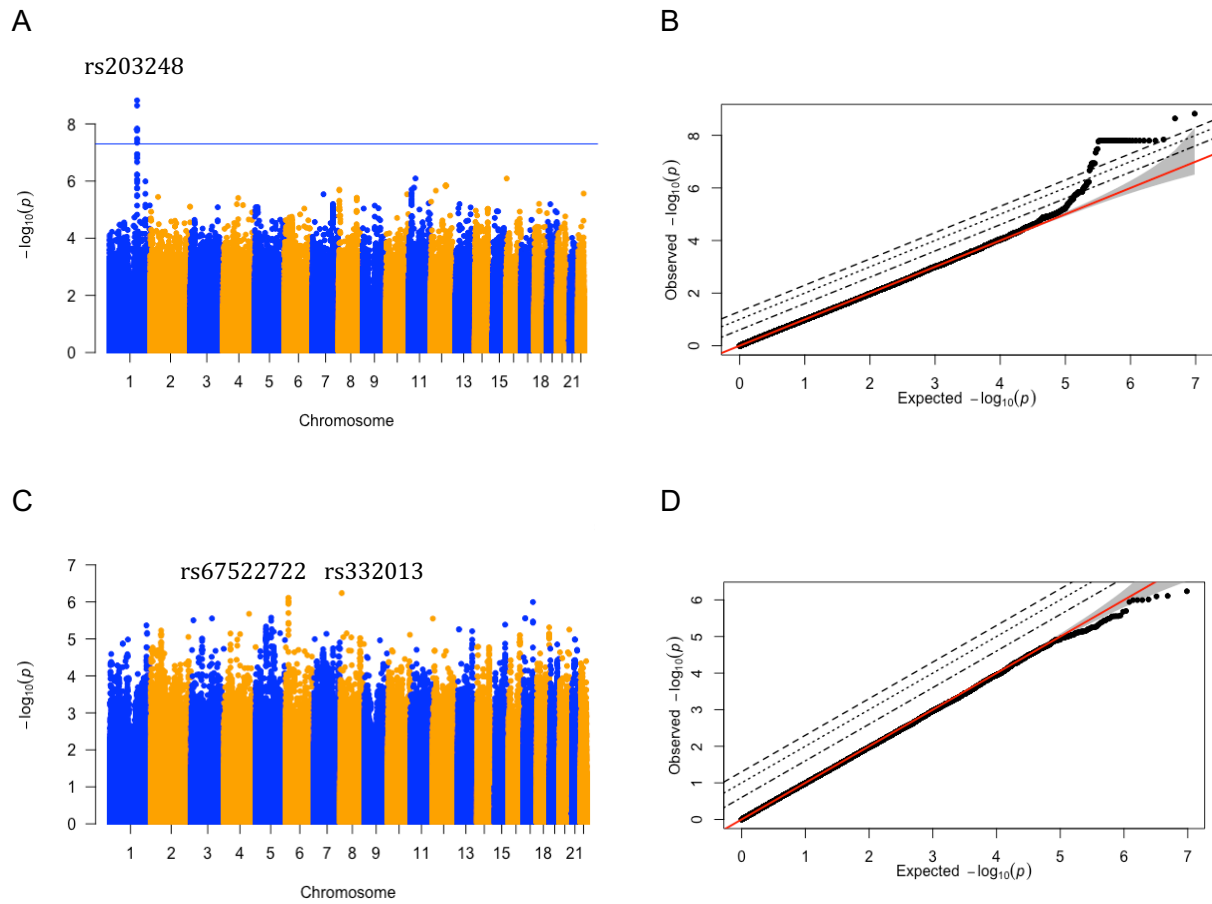 A
B
rs203248
8
6
4
2
0
−log₁₀(p)
1 2 3 4 5 6 7 8 9 11 13 15 18 21
Chromosome
8
6
4
2
0
Observed −log₁₀(p)
0 1 2 3 4 5 6 7
Expected −log₁₀(p)
C
D
rs67522722 rs332013
7
6
5
4
3
2
1
0
−log₁₀(p)
1 2 3 4 5 6 7 8 9 11 13 15 18 21
Chromosome
6
5
4
3
2
1
0
Observed −log₁₀(p)
0 1 2 3 4 5 6 7
Expected −log₁₀(p)